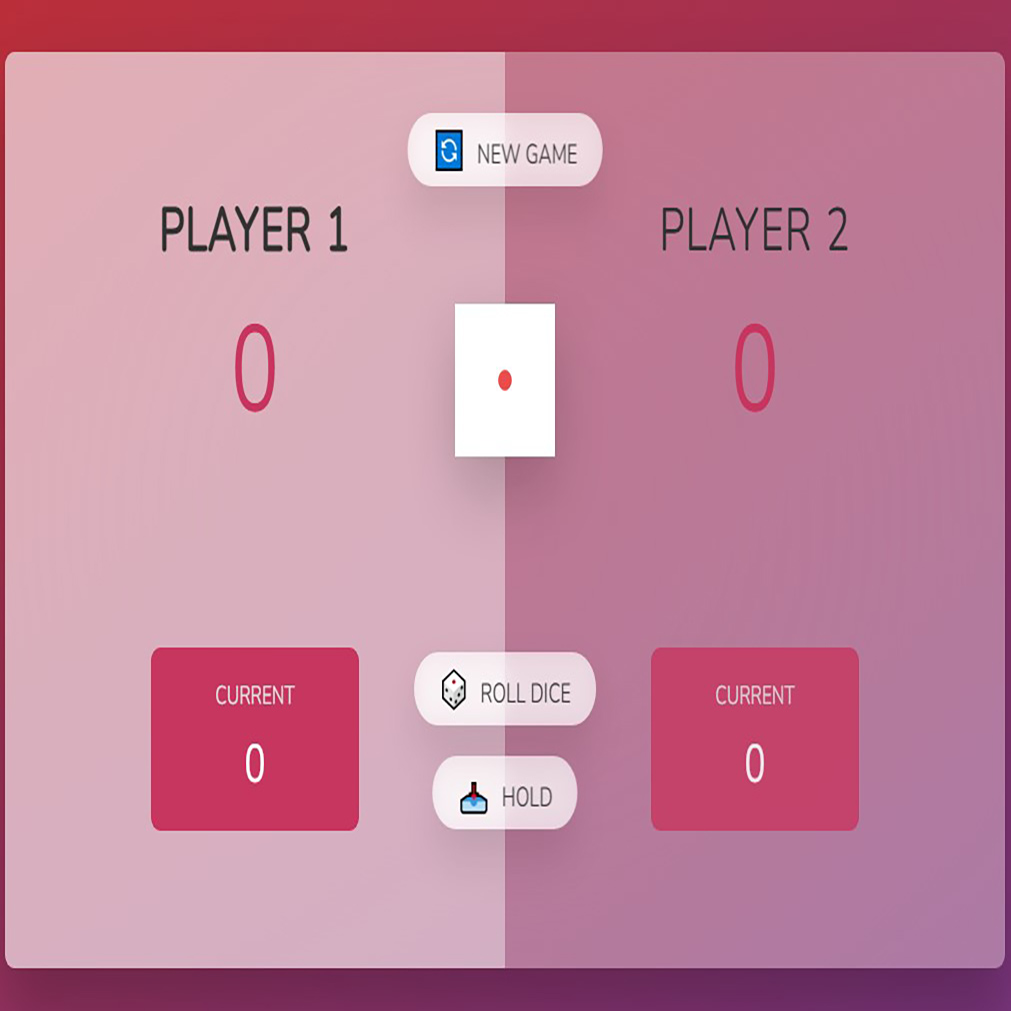 NEW GAME
PLAYER 1
PLAYER 2
0
0
CURRENT
0
ROLL DICE
HOLD
CURRENT
0